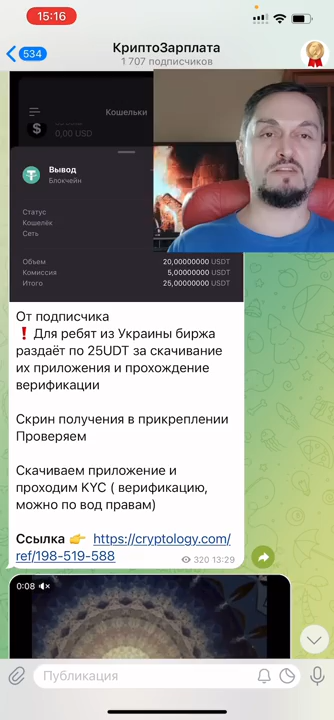 15:16
534
КриптоЗарплата
1 707 подписчиков
Кошельки
0,00 USD
Вывод
Блокчейн
Статус
Кошелёк
Сеть
Объем 20,00000000 USDT
Комиссия 5,00000000 USDT
Итого 25,00000000 USDT
От подписчика
❗ Для ребят из Украины биржа
раздаёт по 25UDT за скачивание
их приложения и прохождение
верификации
Скрин получения в прикреплении
Проверяем
Скачиваем приложение и
проходим KYC ( верификацию,
можно по вод правам)
Ссылка 👉 https://cryptology.com/
ref/198-519-588
320 13:29
0:08
Публикация